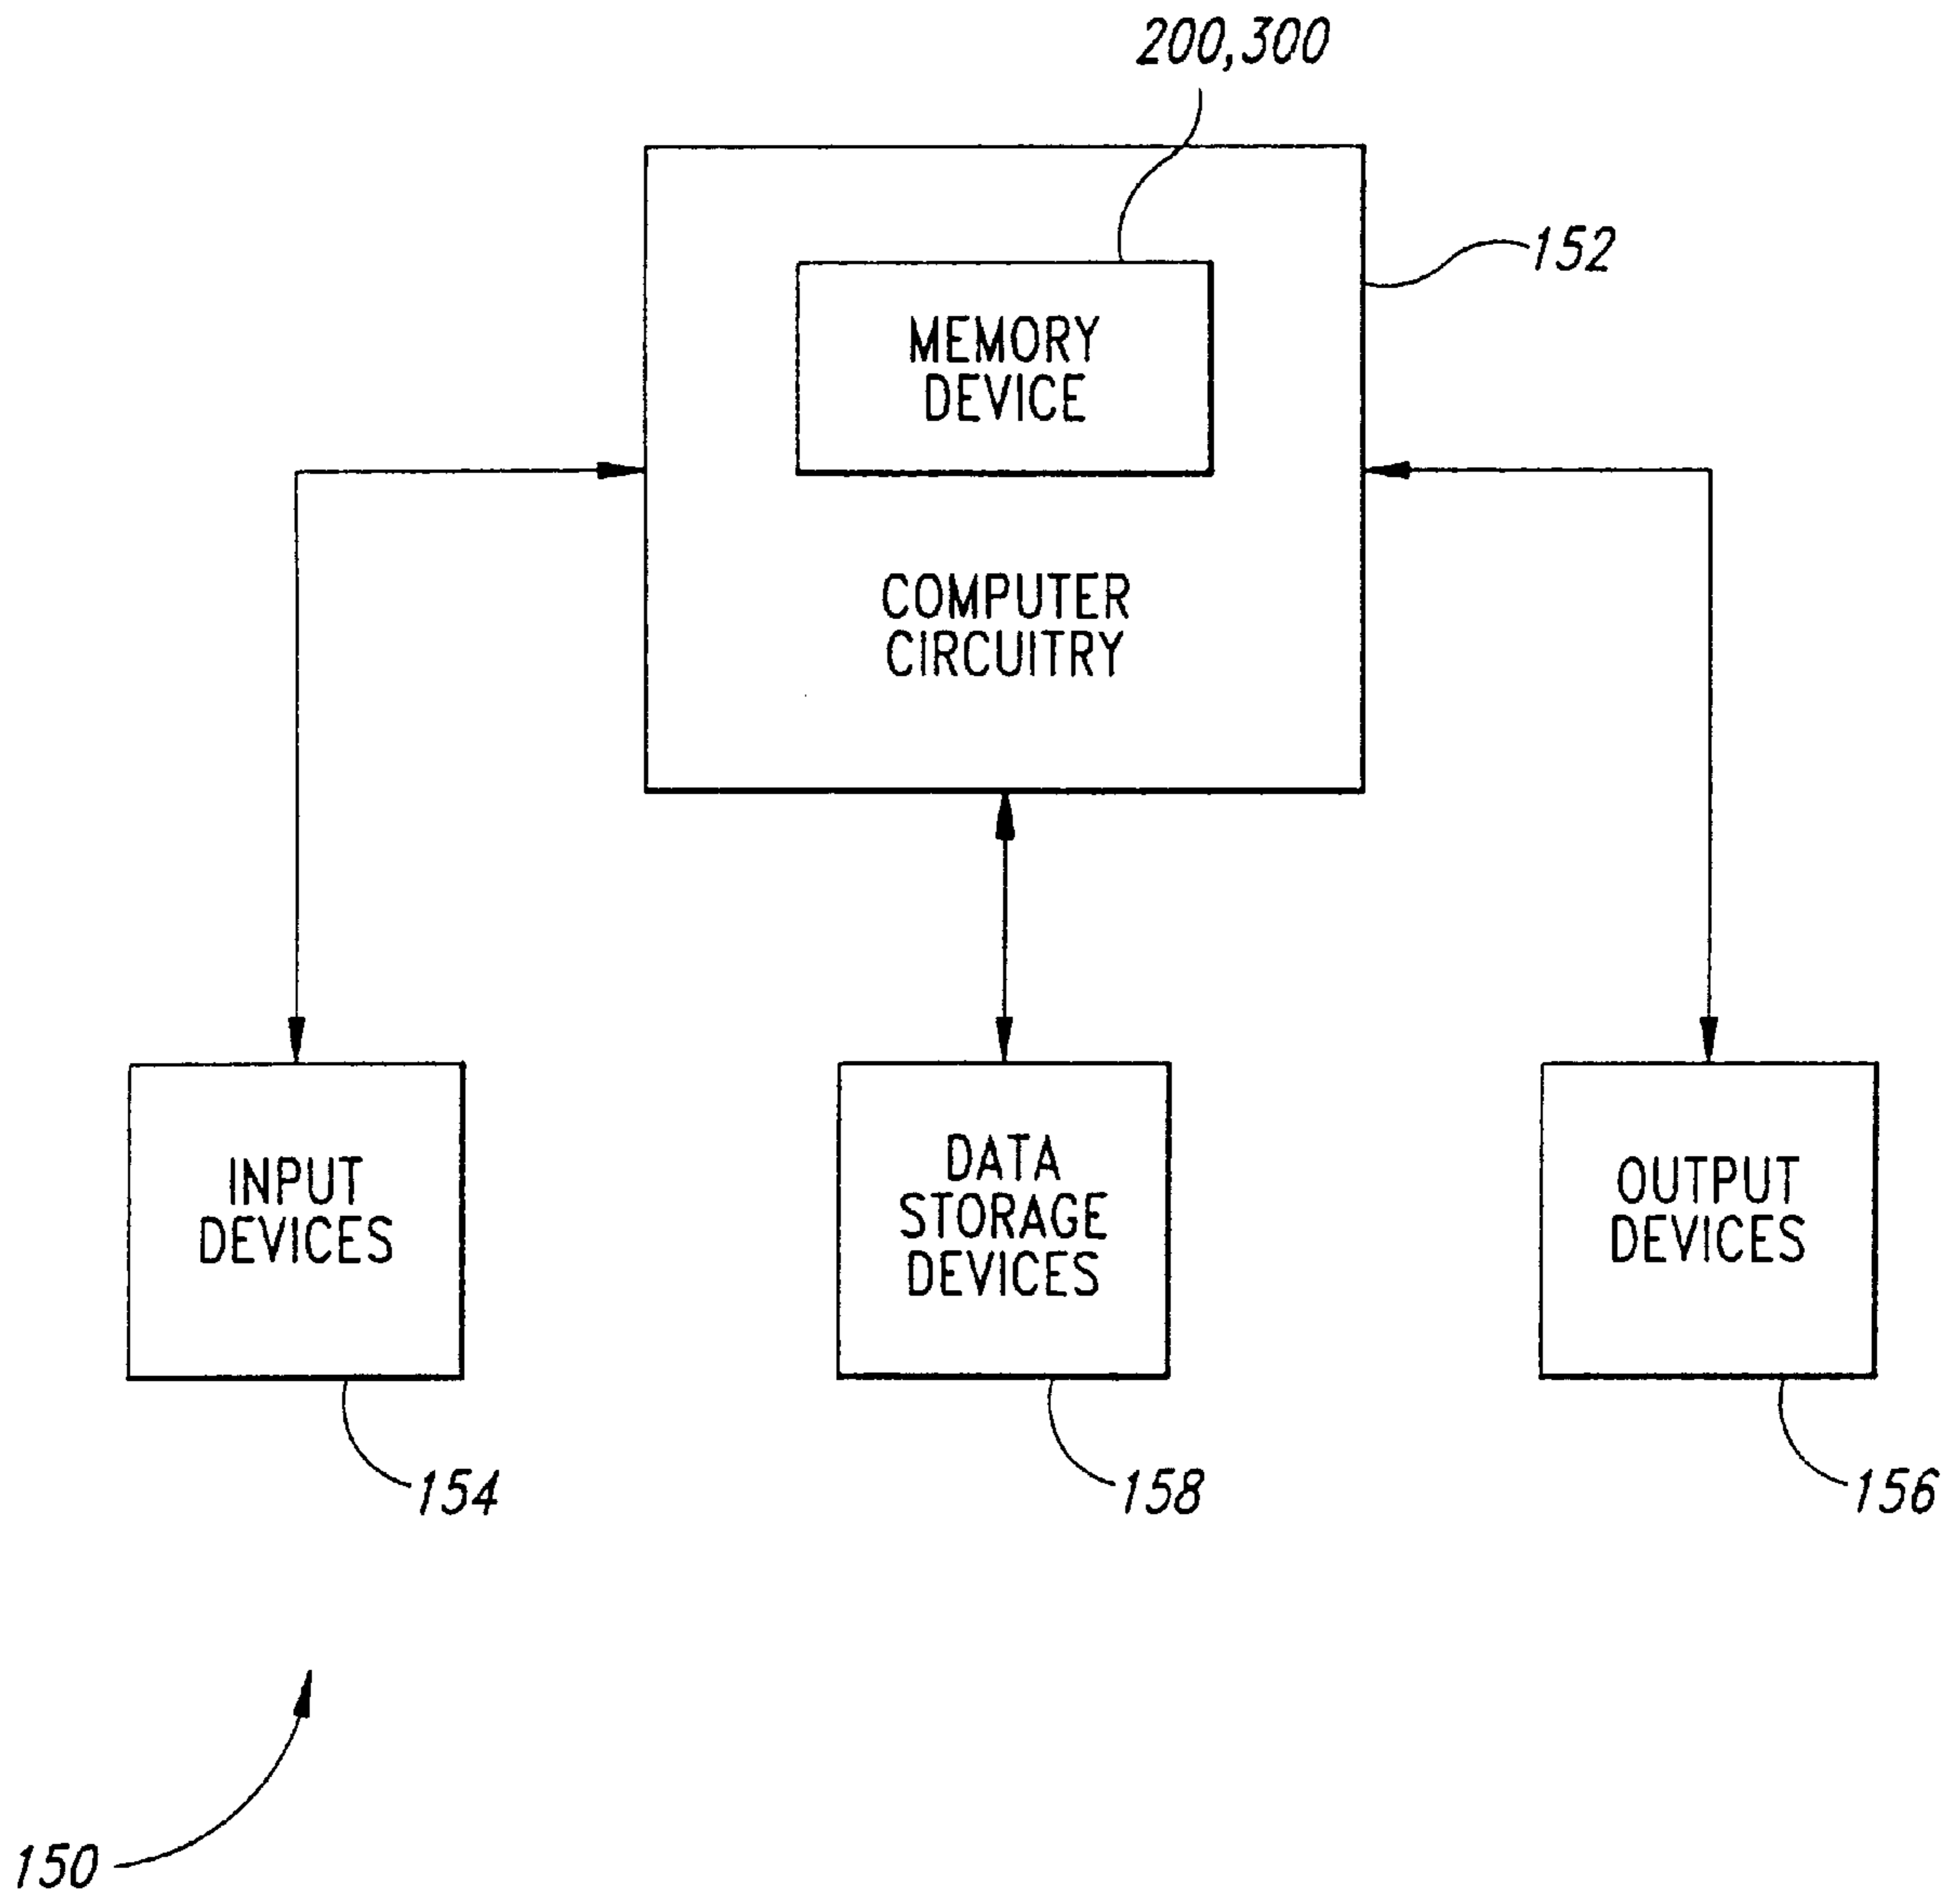 200,300
152
MEMORY
DEVICE
COMPUTER
CIRCUITRY
INPUT
DEVICES
DATA
STORAGE
DEVICES
OUTPUT
DEVICES
154
158
156
150